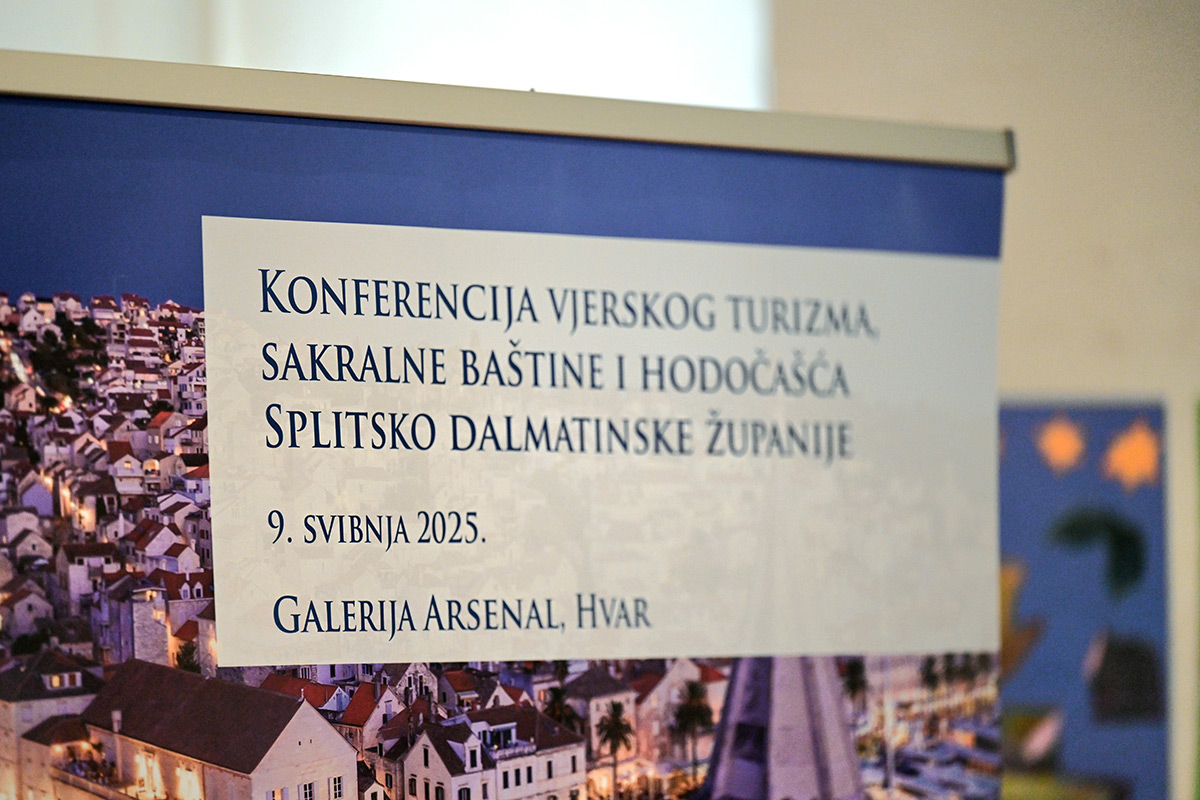 Konferencija vjerskog turizma,
sakralne baštine i hodočašća
Splitsko dalmatinske županije
9. svibnja 2025.
Galerija Arsenal, Hvar